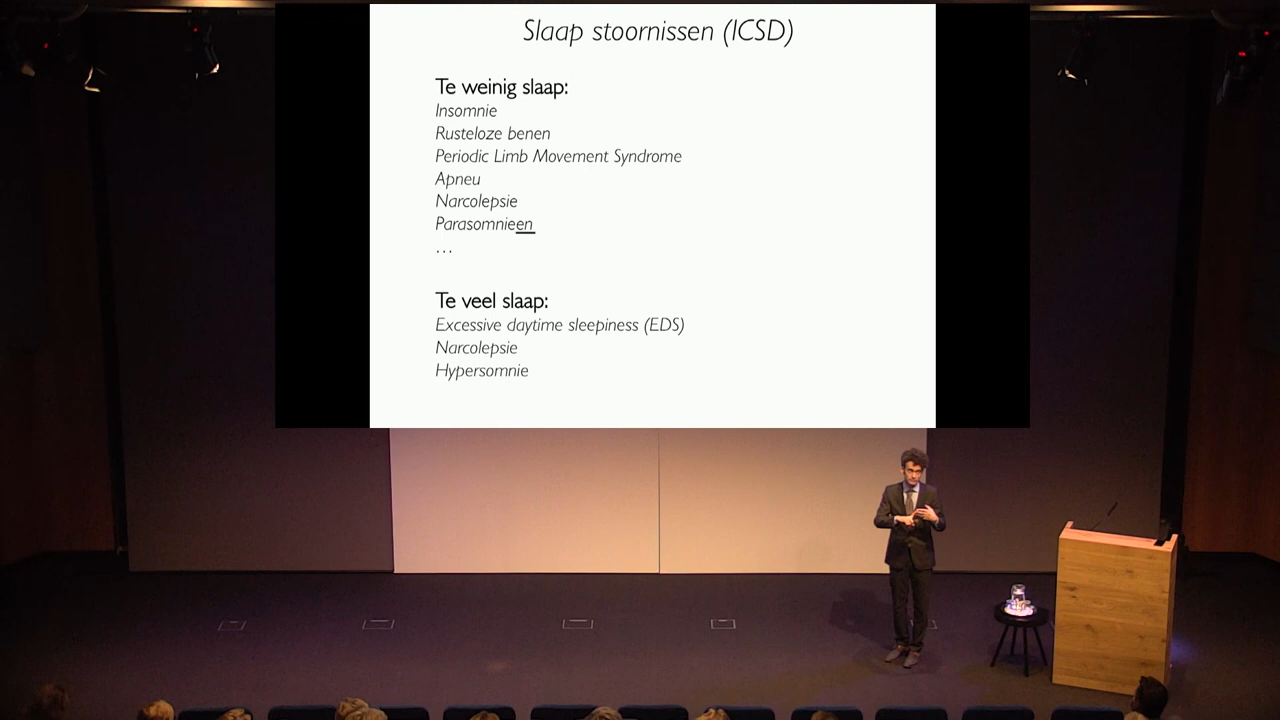 Slaap stoornissen (ICSD)
Te weinig slaap:
Insomnie
Rusteloze benen
Periodic Limb Movement Syndrome
Apneu
Narcolepsie
Parasomnieen
...
Te veel slaap:
Excessive daytime sleepiness (EDS)
Narcolepsie
Hypersomnie